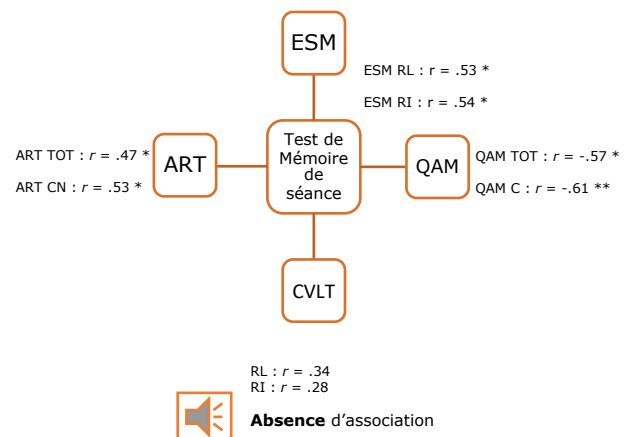 ESM
ESM RL : r = .53 *
ESM RI : r = .54 *
ART TOT : r = .47 *
ART CN : r = .53 *
ART
Test de
Mémoire
de
séance
QAM
QAM TOT : r = -.57 *
QAM C : r = -.61 **
CVLT
RL : r = .34
RI : r = .28
Absence d’association